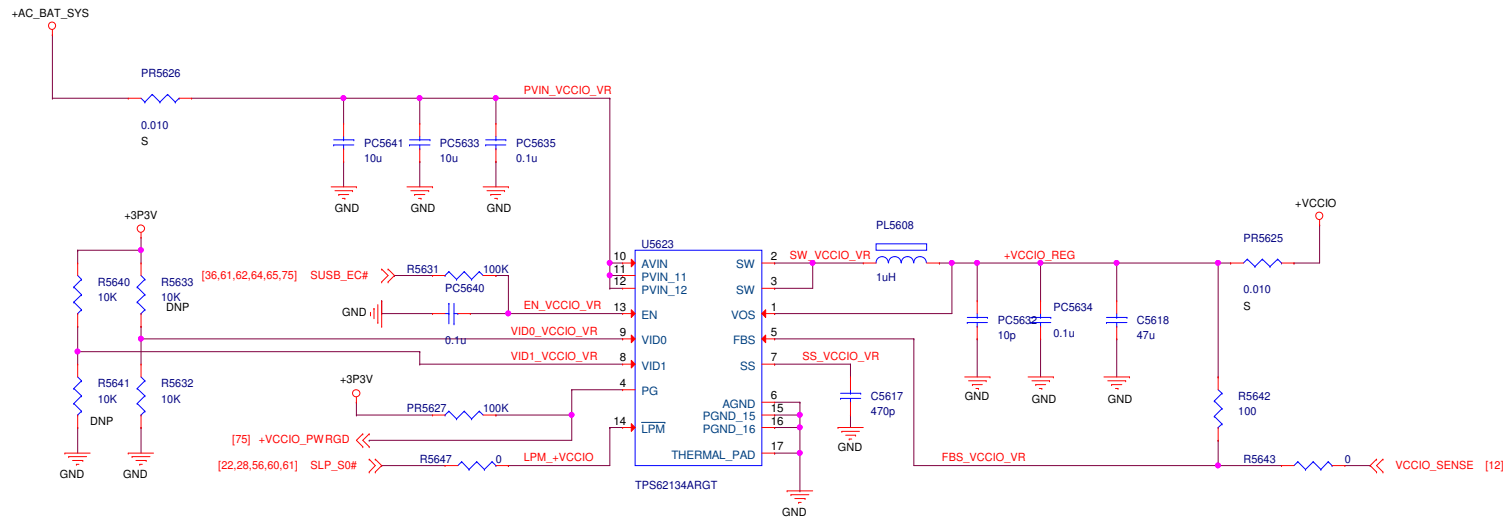 +AC_BAT_SYS
PR5626
0.010
S
PVIN_VCCIO_VR
PC5641
10u
PC5633
10u
PC5635
0.1u
GND
GND
GND
+3P3V
R5640
10K
R5633
10K
DNP
R5641
10K
DNP
R5632
10K
GND
GND
[36,61,62,64,65,75] SUSB_EC#
R5631
100K
PC5640
0.1u
GND
EN_VCCIO_VR
VID0_VCCIO_VR
VID1_VCCIO_VR
+3P3V
PR5627
100K
[75] +VCCIO_PWRGD
[22,28,56,60,61] SLP_S0#
R5647
0
LPM_+VCCIO
U5623
10 AVIN
11 PVIN_11
12 PVIN_12
13 EN
9 VID0
8 VID1
4 PG
14 LPM
SW 2
SW 3
VOS 1
FBS 5
SS 7
AGND 6
PGND_15 15
PGND_16 16
THERMAL_PAD 17
TPS62134ARGT
SW_VCCIO_VR
PL5608
1uH
+VCCIO_REG
PR5625
0.010
S
+VCCIO
PC5632
10p
PC5634
0.1u
C5618
47u
GND
GND
GND
SS_VCCIO_VR
C5617
470p
GND
GND
R5642
100
FBS_VCCIO_VR
R5643
0
VCCIO_SENSE [12]